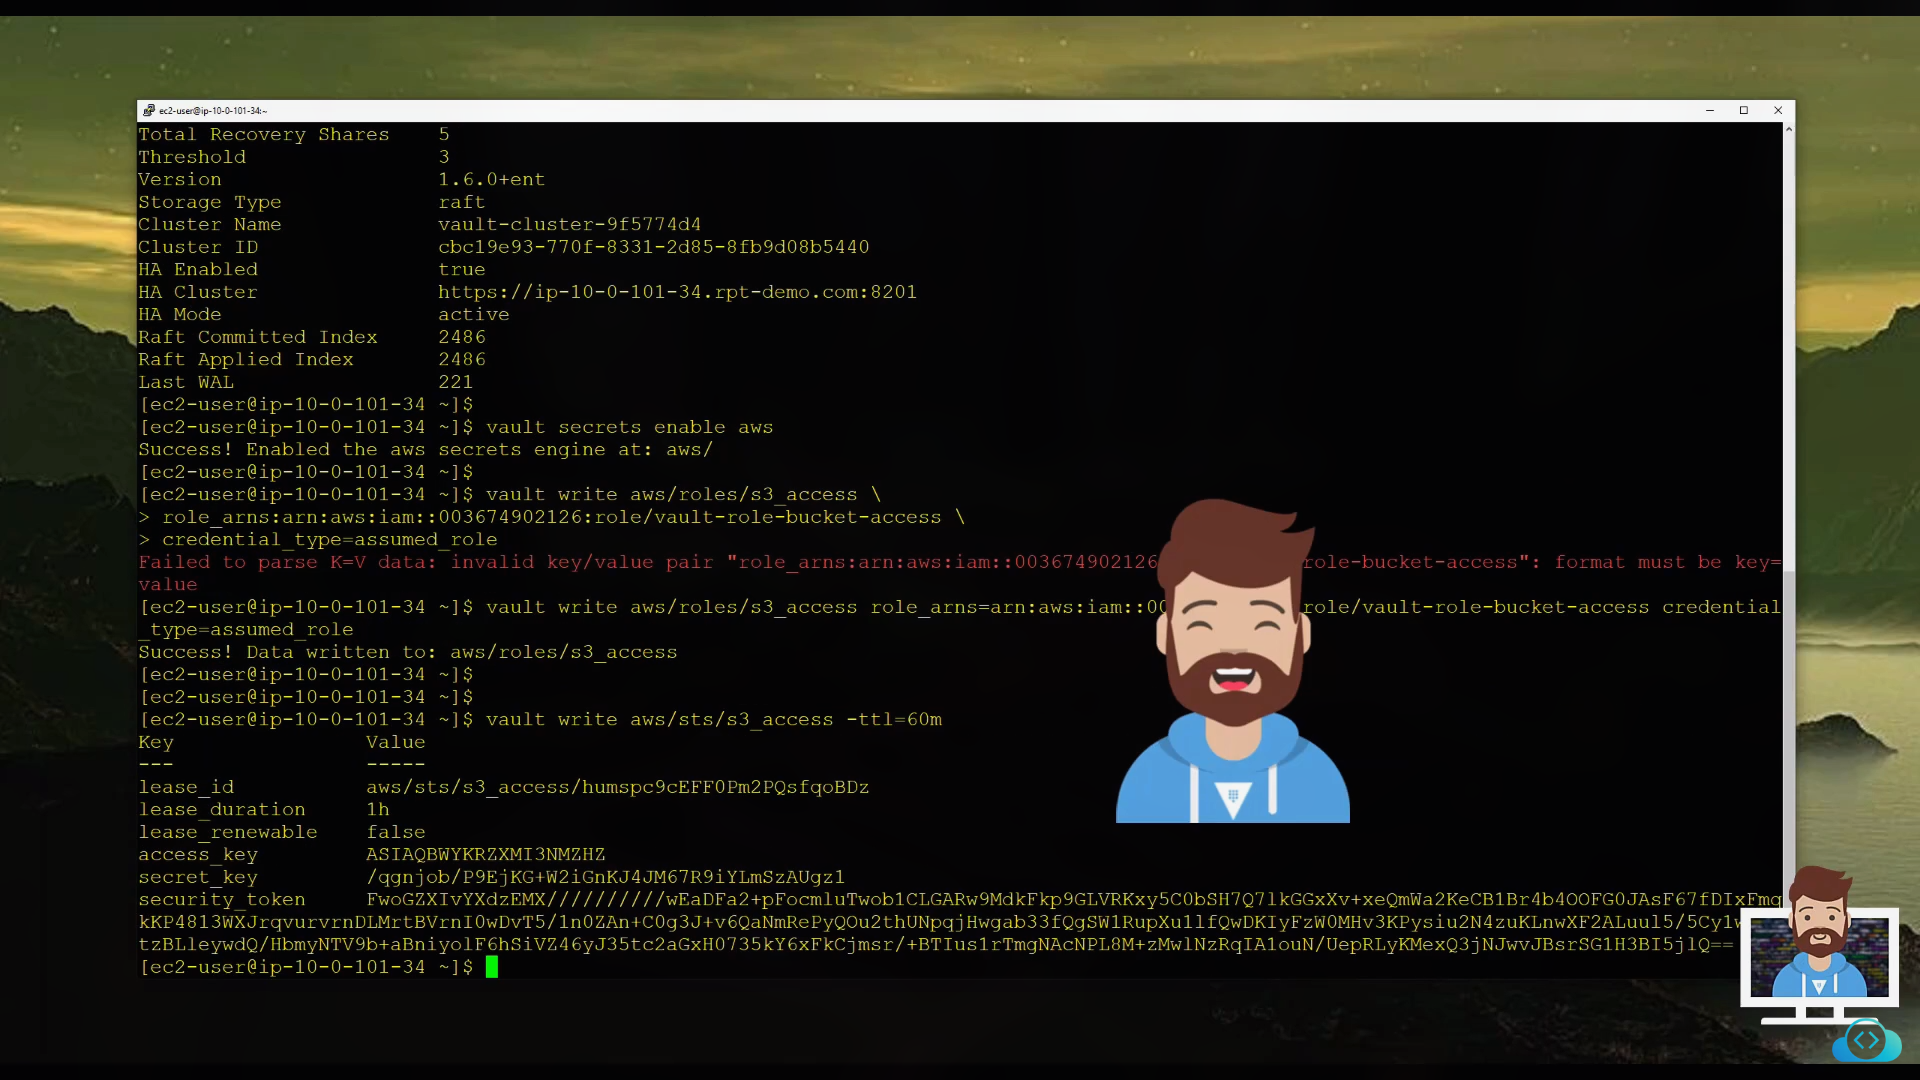 ec2-user@ip-10-0-101-34:~
Total Recovery Shares 5
Threshold 3
Version 1.6.0+ent
Storage Type raft
Cluster Name vault-cluster-9f5774d4
Cluster ID cbc19e93-770f-8331-2d85-8fb9d08b5440
HA Enabled true
HA Cluster https://ip-10-0-101-34.rpt-demo.com:8201
HA Mode active
Raft Committed Index 2486
Raft Applied Index 2486
Last WAL 221
[ec2-user@ip-10-0-101-34 ~]$
[ec2-user@ip-10-0-101-34 ~]$ vault secrets enable aws
Success! Enabled the aws secrets engine at: aws/
[ec2-user@ip-10-0-101-34 ~]$
[ec2-user@ip-10-0-101-34 ~]$ vault write aws/roles/s3_access \
> role_arns:arn:aws:iam::003674902126:role/vault-role-bucket-access \
> credential_type=assumed_role
Failed to parse K=V data: invalid key/value pair "role_arns:arn:aws:iam::003674902126 role-bucket-access": format must be key=
value
[ec2-user@ip-10-0-101-34 ~]$ vault write aws/roles/s3_access role_arns=arn:aws:iam::00 role/vault-role-bucket-access credential
_type=assumed_role
Success! Data written to: aws/roles/s3_access
[ec2-user@ip-10-0-101-34 ~]$
[ec2-user@ip-10-0-101-34 ~]$
[ec2-user@ip-10-0-101-34 ~]$ vault write aws/sts/s3_access -ttl=60m
Key Value
--- -----
lease_id aws/sts/s3_access/humspc9cEFF0Pm2PQsfqoBDz
lease_duration 1h
lease_renewable false
access_key ASIAQBWYKRZXMI3NMZHZ
secret_key /qgnjob/P9EjKG+W2iGnKJ4JM67R9iYLmSzAUgz1
security_token FwoGZXIvYXdzEMX//////////wEaDFa2+pFocmluTwob1CLGARw9MdkFkp9GLVRKxy5C0bSH7Q7lkGGxXv+xeQmWa2KeCB1Br4b4OOFG0JAsF67fDIxFmq
kKP4813WXJrqvurvrnDLMrtBVrnI0wDvT5/1n0ZAn+C0g3J+v6QaNmRePyQOu2thUNpqjHwgab33fQgSW1RupXu1lfQwDKIyFzW0MHv3KPysiu2N4zuKLnwXF2ALuul5/5Cy1w
tzBLleywdQ/HbmyNTV9b+aBniyolF6hSiVZ46yJ35tc2aGxH0735kY6xFkCjmsr/+BTIus1rTmgNAcNPL8M+zMwlNzRqIA1ouN/UepRLyKMexQ3jNJwvJBsrSG1H3BI5jlQ==
[ec2-user@ip-10-0-101-34 ~]$